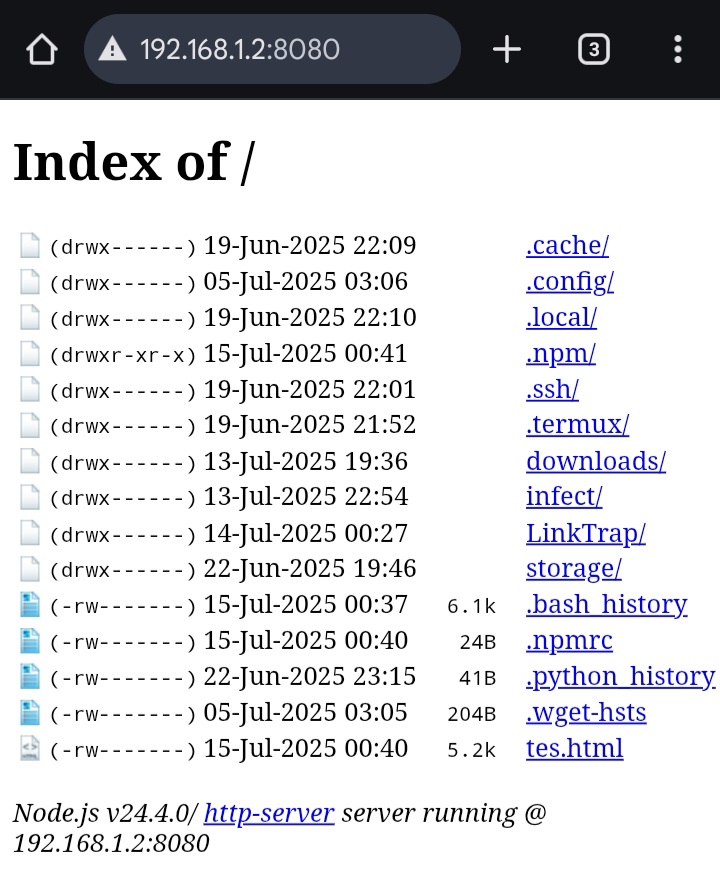 192.168.1.2:8080
3
Index of /
(drwx------) 19-Jun-2025 22:09 .cache/
(drwx------) 05-Jul-2025 03:06 .config/
(drwx------) 19-Jun-2025 22:10 .local/
(drwxr-xr-x) 15-Jul-2025 00:41 .npm/
(drwx------) 19-Jun-2025 22:01 .ssh/
(drwx------) 19-Jun-2025 21:52 .termux/
(drwx------) 13-Jul-2025 19:36 downloads/
(drwx------) 13-Jul-2025 22:54 infect/
(drwx------) 14-Jul-2025 00:27 LinkTrap/
(drwx------) 22-Jun-2025 19:46 storage/
(-rw-------) 15-Jul-2025 00:37 6.1k .bash_history
(-rw-------) 15-Jul-2025 00:40 24B .npmrc
(-rw-------) 22-Jun-2025 23:15 41B .python_history
(-rw-------) 05-Jul-2025 03:05 204B .wget-hsts
(-rw-------) 15-Jul-2025 00:40 5.2k tes.html
Node.js v24.4.0/ http-server server running @
192.168.1.2:8080